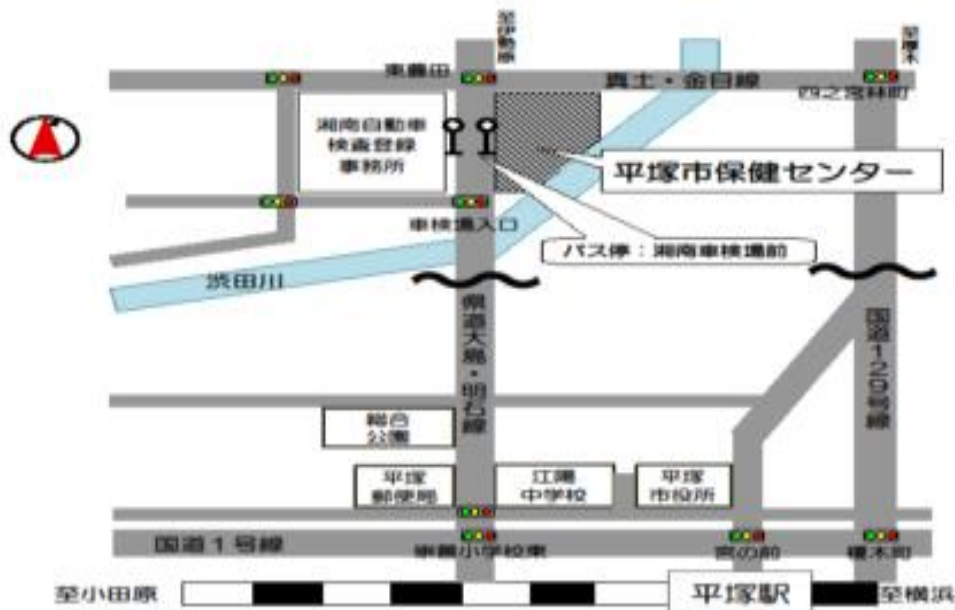 至伊勢原
至厚木
東豊田
真土・金目線
四之宮林町
湘南自動車
検査登録
事務所
平塚市保健センター
車検場入口
バス停：湘南車検場前
渋田川
県道大島・明石線
国道129号線
総合
公園
平塚
郵便局
江陽
中学校
平塚
市役所
国道1号線
崇善小学校東
宮の前
榎木町
至小田原
平塚駅
至横浜